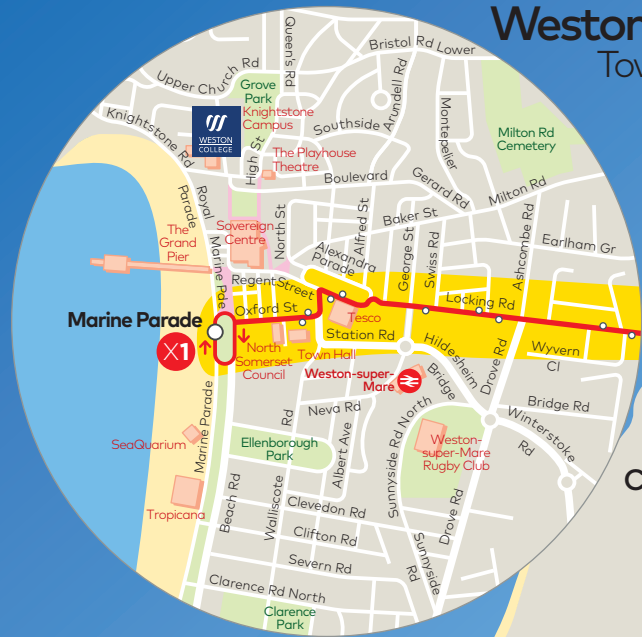 Weston
Tow
Bristol Rd Lower
Queen's Rd
Upper Church Rd
Grove
Park
Knightstone
Campus
Arundell Rd
Montepelier
Southside
Knightstone Rd
WESTON
COLLEGE
High St
The Playhouse
Theatre
Boulevard
Gerard Rd
Milton Rd
Cemetery
Milton Rd
Royal
Parade
The
Grand
Pier
Sovereign
Centre
North St
Alfred St
Baker St
George St
Swiss Rd
Ashcombe Rd
Earlham Gr
Alexandra
Parade
Marine Pde
Regent Street
Oxford St
Locking Rd
Marine Parade
X1
Tesco
Station Rd
North
Somerset
Council
Town Hall
Hildesheim
Bridge
Drove Rd
Wyvern
Cl
Weston-super-
Mare
Bridge Rd
Neva Rd
Rd
Winterstoke
Rd
Marine Parade
SeaQuarium
Ellenborough
Park
Albert Ave
Sunnyside Rd North
Weston-
super-Mare
Rugby Club
Tropicana
Beach Rd
Walliscote
Clevedon Rd
Clifton Rd
Drove Rd
Severn Rd
Sunnyside
Rd
Clarence Rd North
Clarence
Park